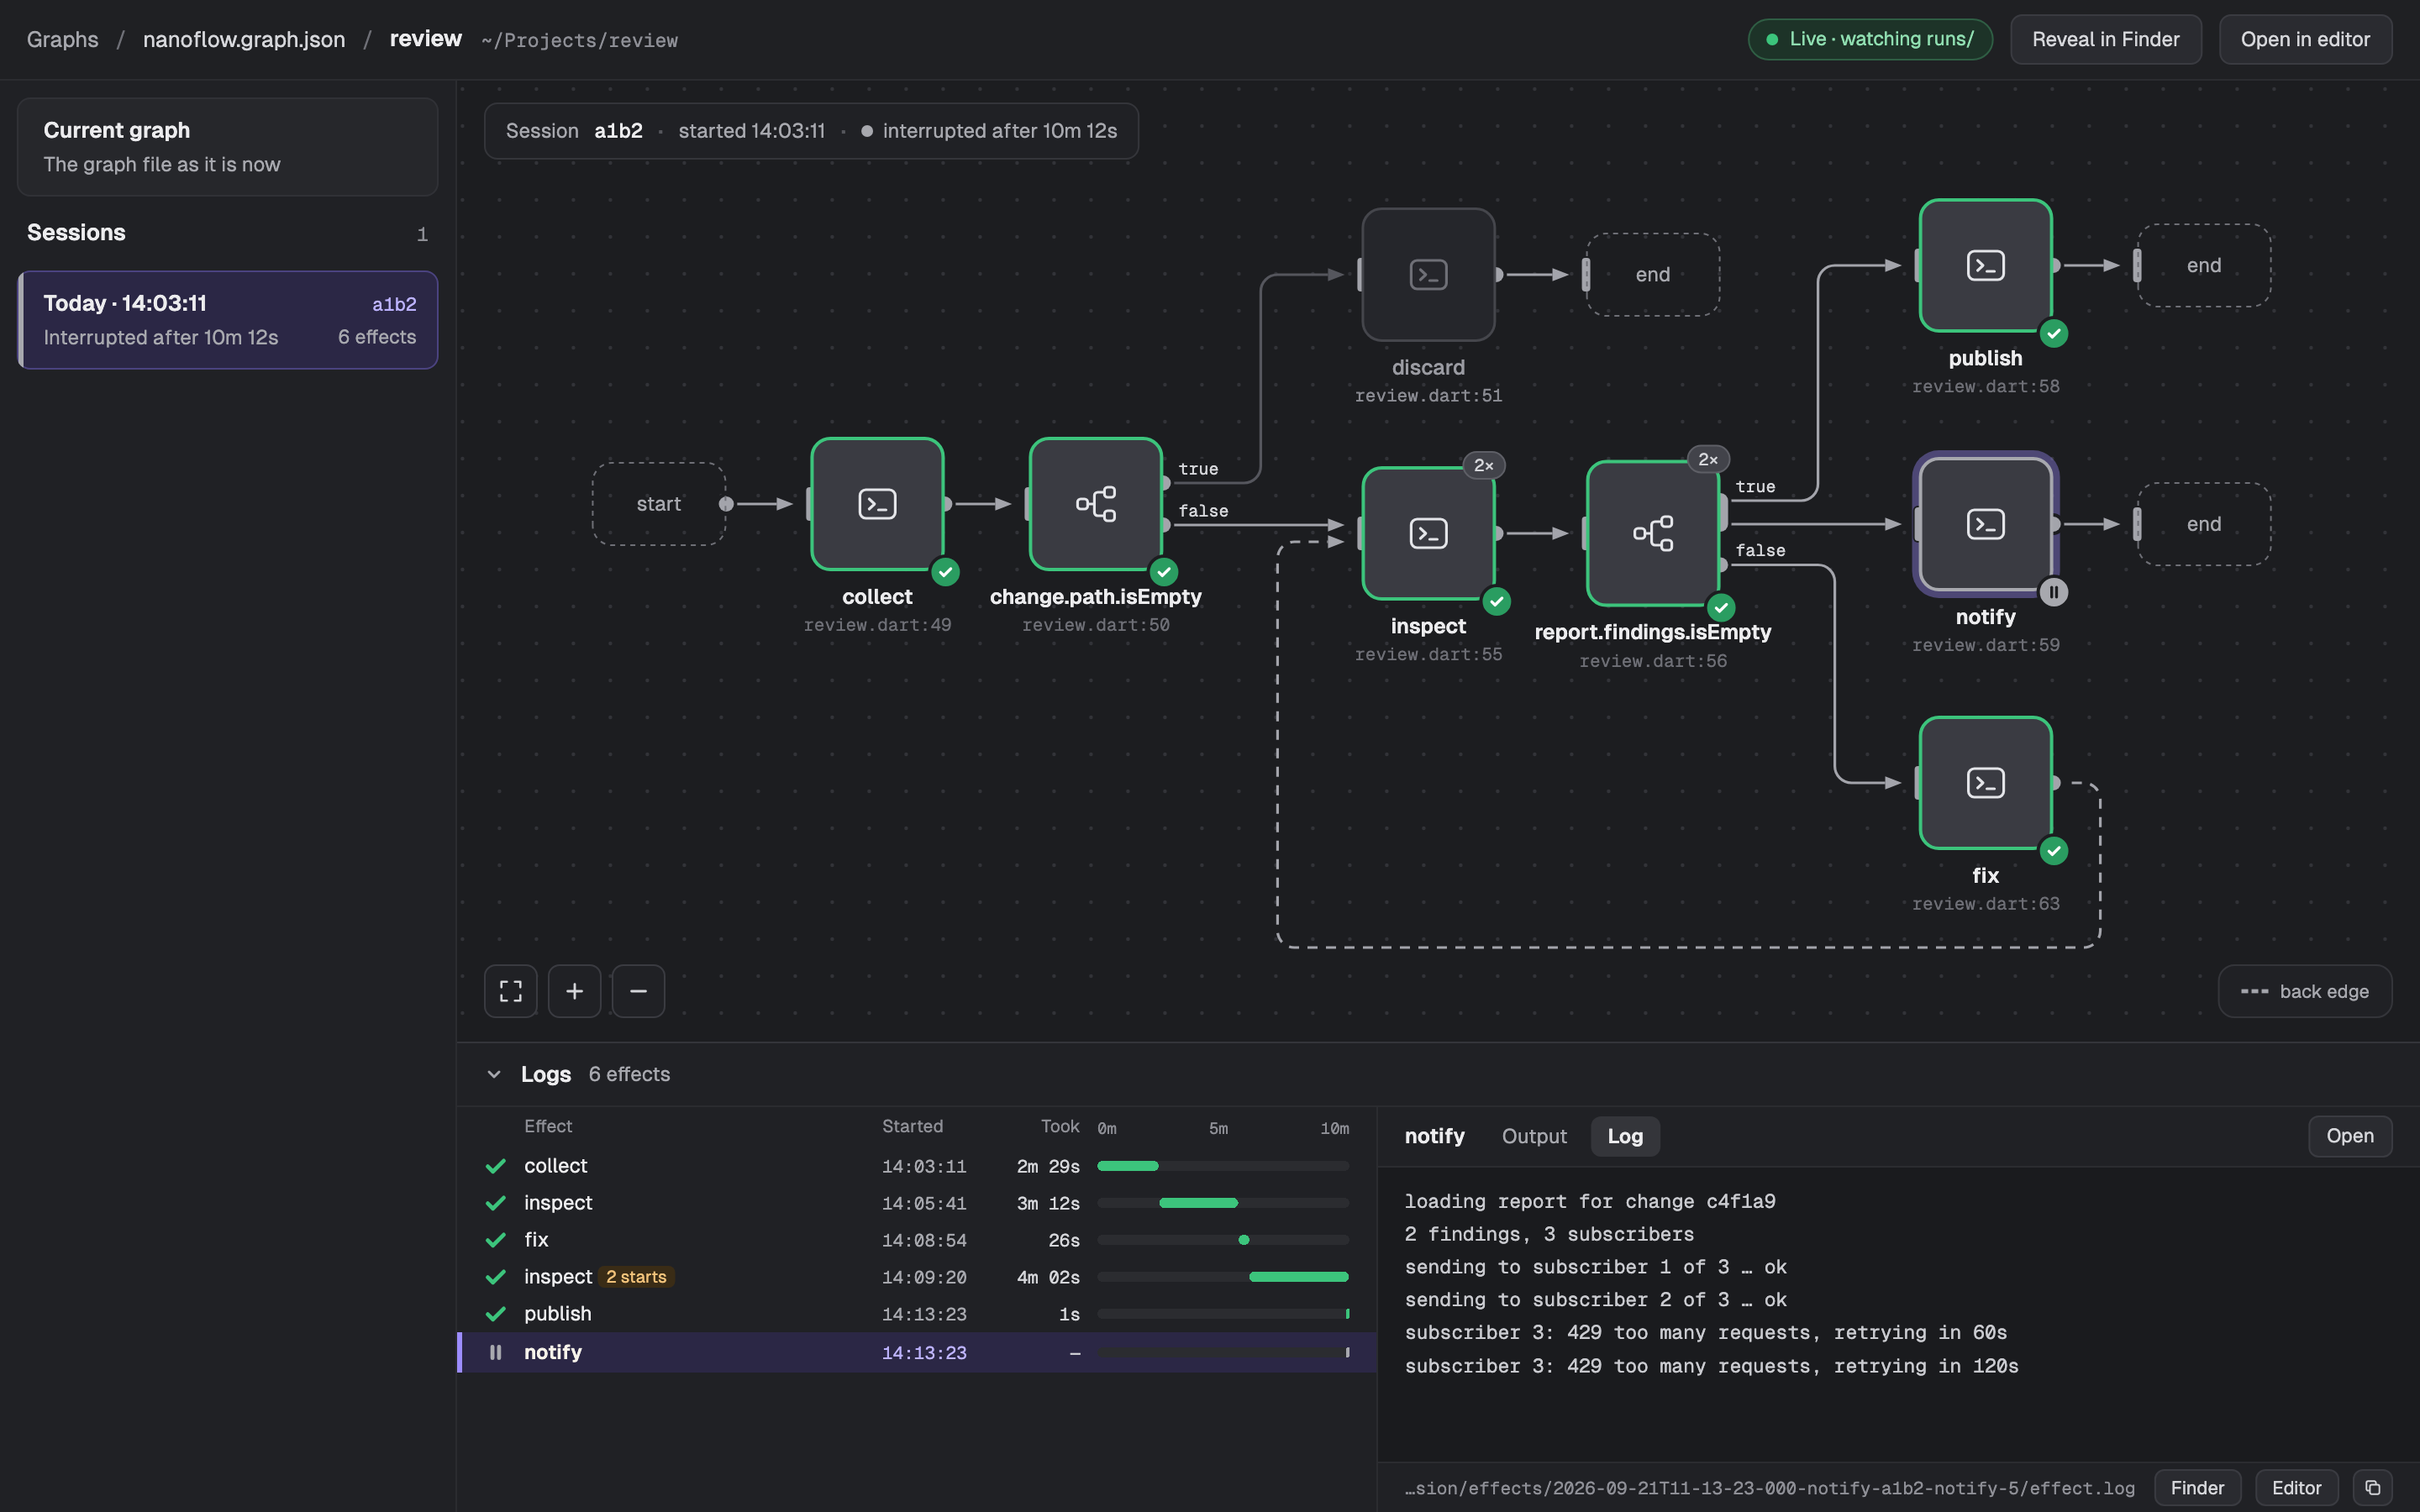 Graphs / nanoflow.graph.json / review ~/Projects/review
Live · watching runs/
Reveal in Finder
Open in editor
Current graph
The graph file as it is now
Sessions 1
Today · 14:03:11 a1b2
Interrupted after 10m 12s 6 effects
Session a1b2 · started 14:03:11 · interrupted after 10m 12s
start
collect
review.dart:49
change.path.isEmpty
review.dart:50
true
false
discard
review.dart:51
end
2×
inspect
review.dart:55
2×
report.findings.isEmpty
review.dart:56
true
false
publish
review.dart:58
end
notify
review.dart:59
end
fix
review.dart:63
back edge
Logs 6 effects
Effect Started Took 0m 5m 10m
collect 14:03:11 2m 29s
inspect 14:05:41 3m 12s
fix 14:08:54 26s
inspect 2 starts 14:09:20 4m 02s
publish 14:13:23 1s
notify 14:13:23 –
notify Output Log Open
loading report for change c4f1a9
2 findings, 3 subscribers
sending to subscriber 1 of 3 … ok
sending to subscriber 2 of 3 … ok
subscriber 3: 429 too many requests, retrying in 60s
subscriber 3: 429 too many requests, retrying in 120s
…sion/effects/2026-09-21T11-13-23-000-notify-a1b2-notify-5/effect.log Finder Editor